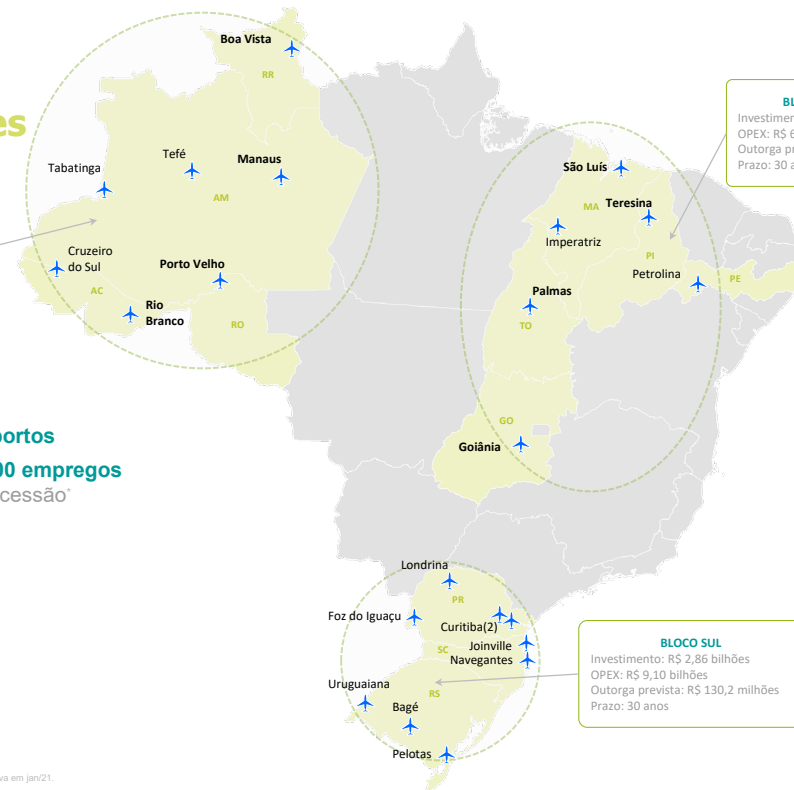 Boa Vista
RR
es
Tefé
Manaus
Tabatinga
AM
Cruzeiro
do Sul
Porto Velho
AC
Rio
Branco
RO
BL
Investimen
OPEX: R$ 6
Outorga pr
Prazo: 30 a
São Luís
MA
Teresina
Imperatriz
PI
Petrolina
PE
Palmas
TO
GO
Goiânia
portos
00 empregos
cessão*
Londrina
PR
Foz do Iguaçu
Curitiba(2)
Joinville
SC
Navegantes
Uruguaiana
RS
Bagé
Pelotas
BLOCO SUL
Investimento: R$ 2,86 bilhões
OPEX: R$ 9,10 bilhões
Outorga prevista: R$ 130,2 milhões
Prazo: 30 anos
va em jan/21.